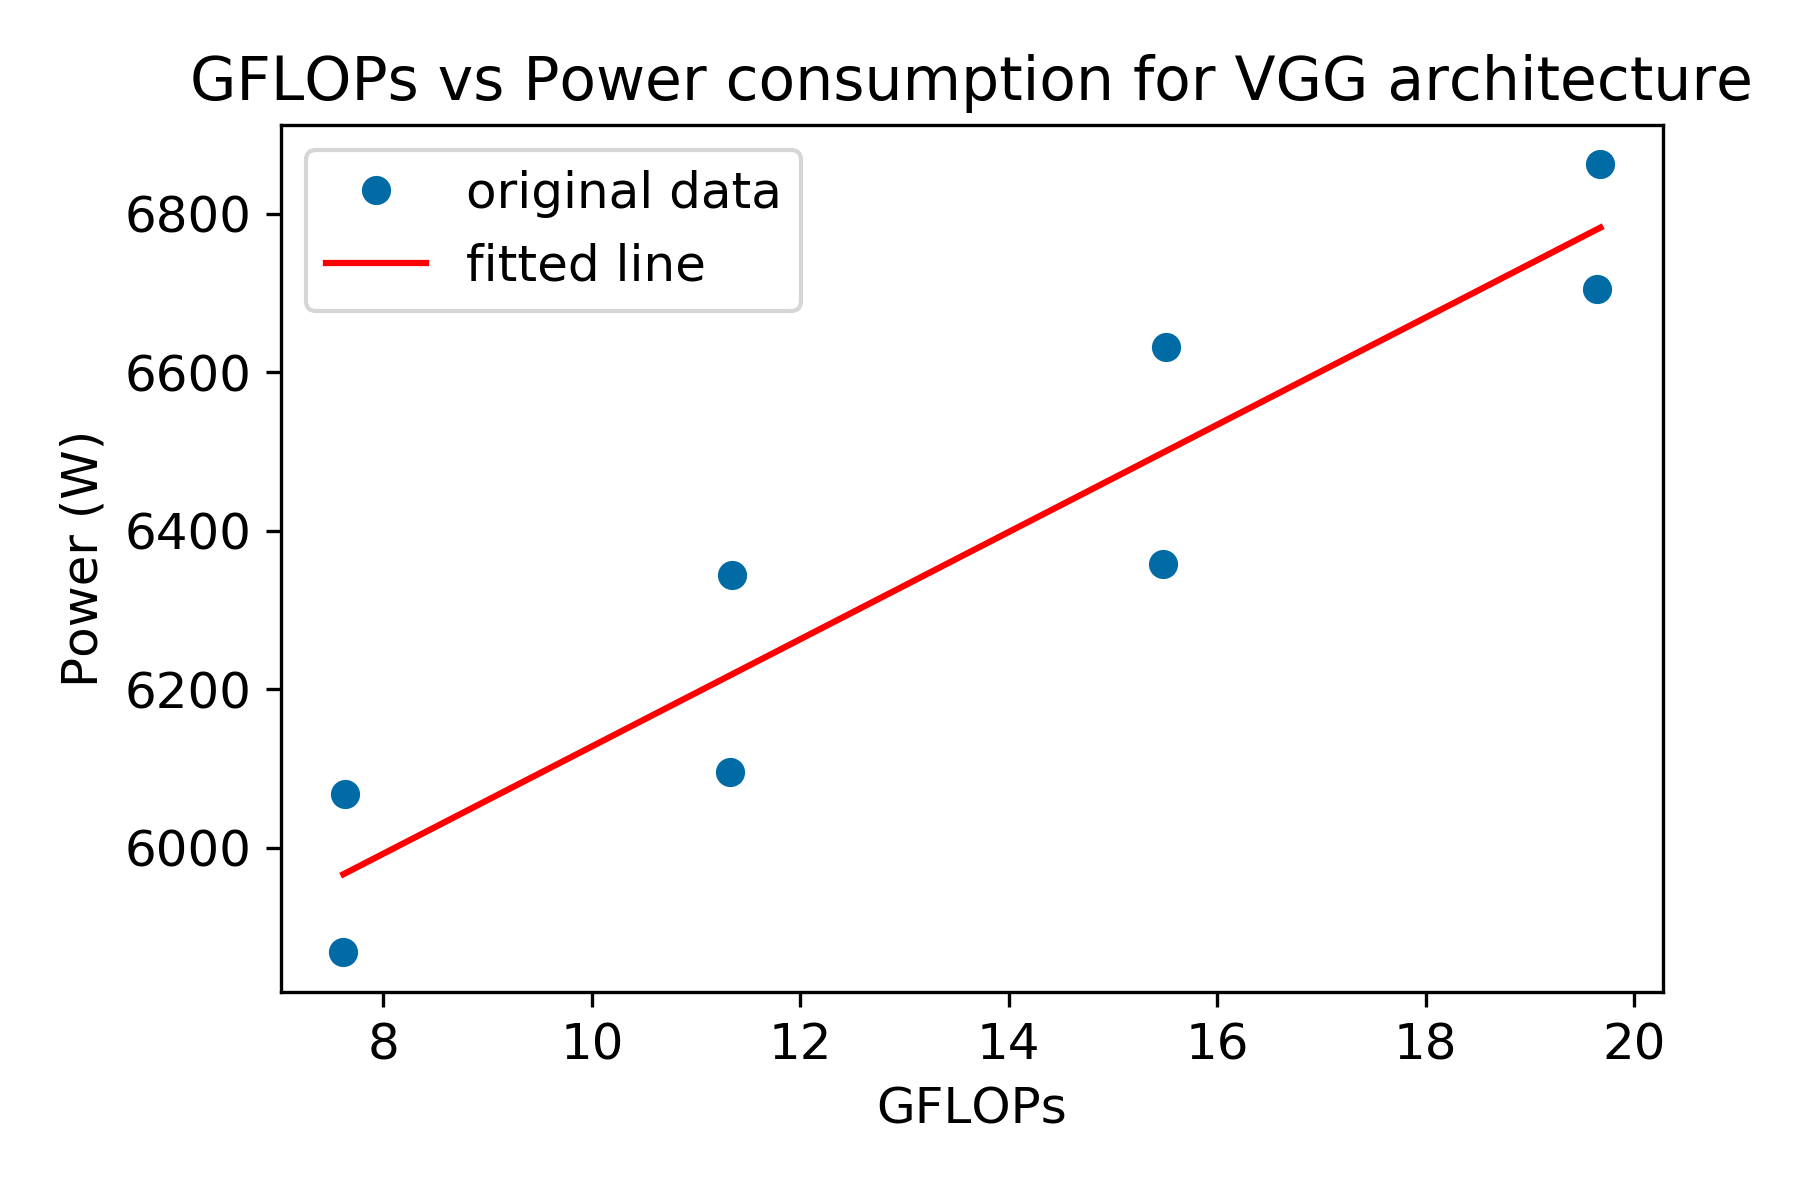 GFLOPs vs Power consumption for VGG architecture
original data
fitted line
6800
6600
6400
6200
6000
Power (W)
8 10 12 14 16 18 20
GFLOPs